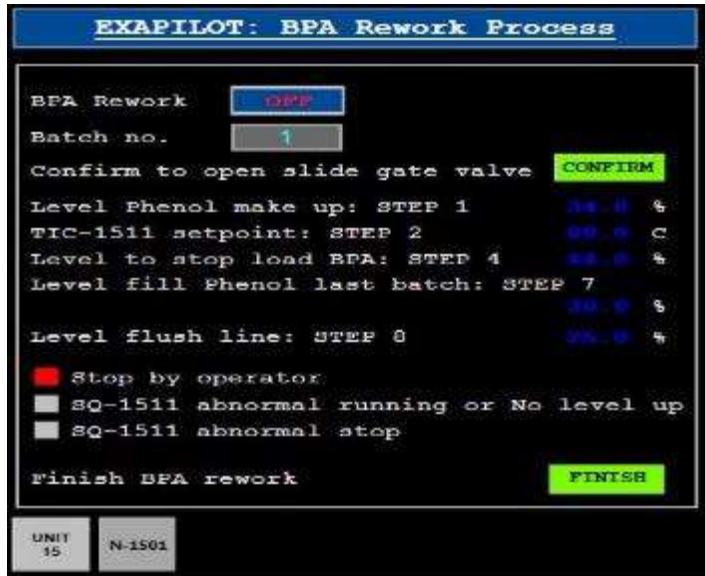 EXAPILOT: BPA Rework Process
BPA Rework OFF
Batch no. 1
Confirm to open slide gate valve CONFIRM
Level Phenol make up: STEP 1 %
TIC-1511 setpoint: STEP 2 C
Level to stop load BPA: STEP 4 %
Level fill Phenol last batch: STEP 7
%
Level flush line: STEP 8 %
Stop by operator
SQ-1511 abnormal running or No level up
SQ-1511 abnormal stop
Finish BPA rework FINISH
UNIT
15
N-1501